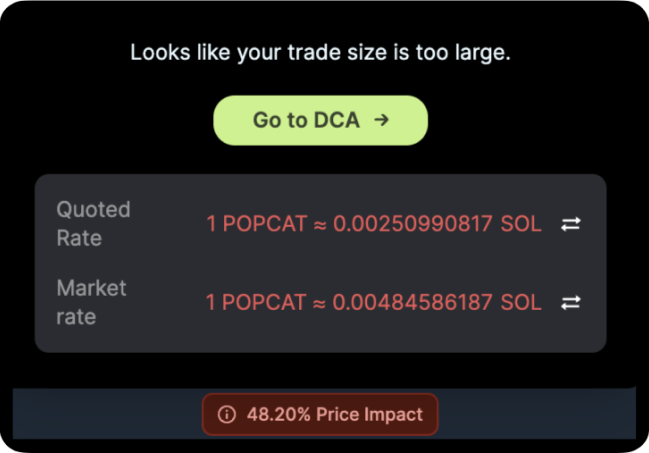 Looks like your trade size is too large.
Go to DCA →
Quoted
Rate
1 POPCAT ≈ 0.00250990817 SOL
Market
rate
1 POPCAT ≈ 0.00484586187 SOL
48.20% Price Impact